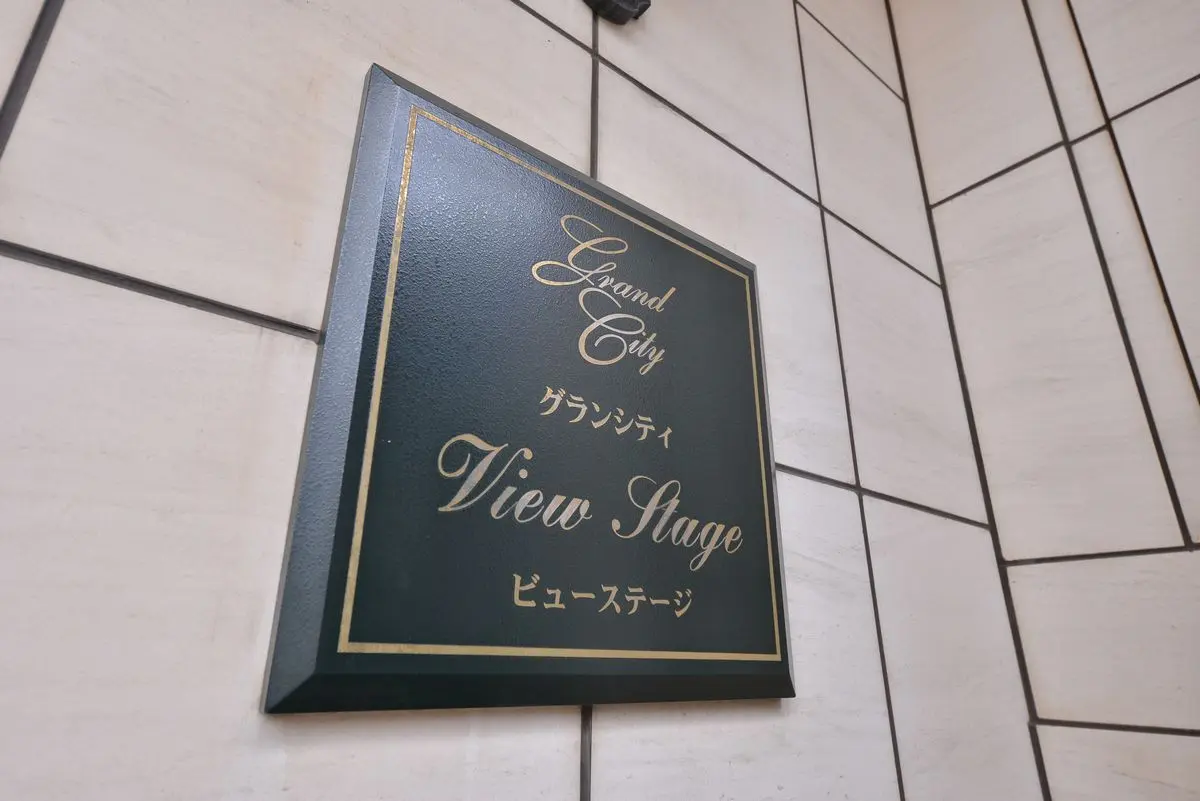 Grand
City
グランシティ
View Stage
ビューステージ